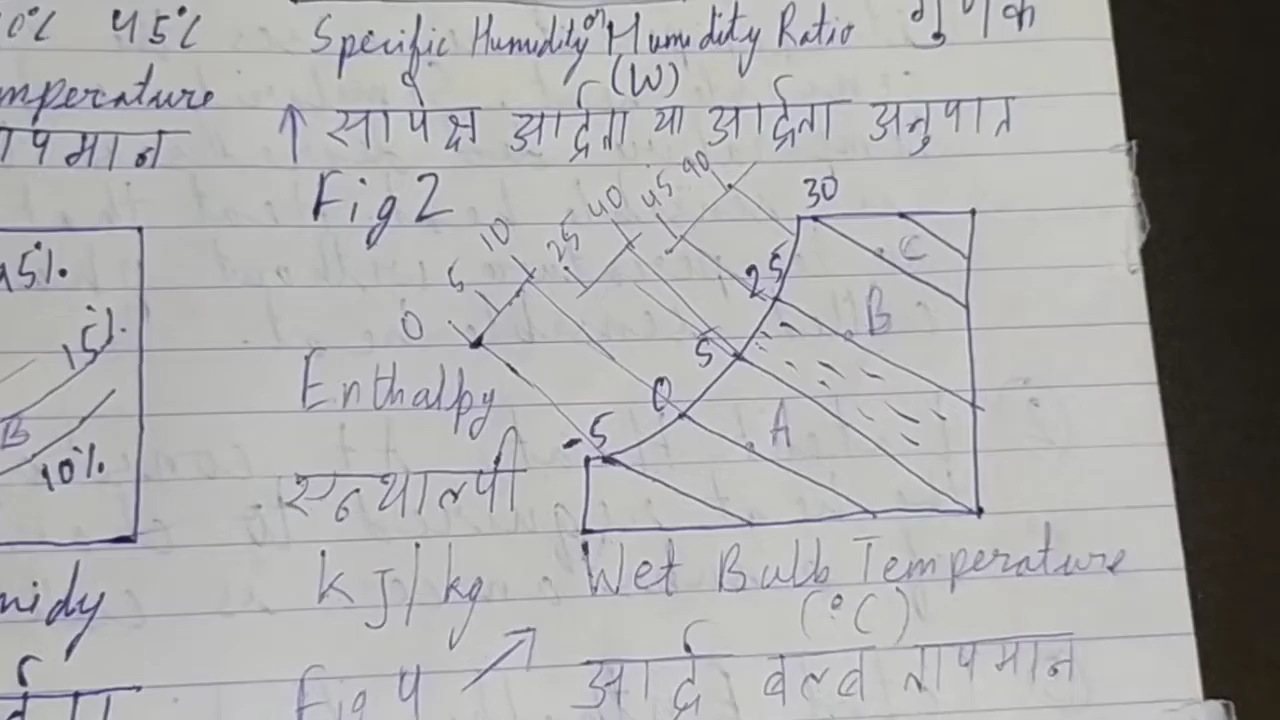 0% 45%
Specific Humidity or Humidity Ratio
(W)
mperature
पमान
↑ सापेक्ष आर्द्रता या आर्द्रता अनुपात
Fig 2
0 5 10 25 40 45 90
30
25
5
0
-5
A
B
C
Enthalpy
एन्थाल्पी
kJ/kg
Wet Bulb Temperature
(°C)
Fig 4
आर्द्र बल्ब तापमान
15%
B
10%